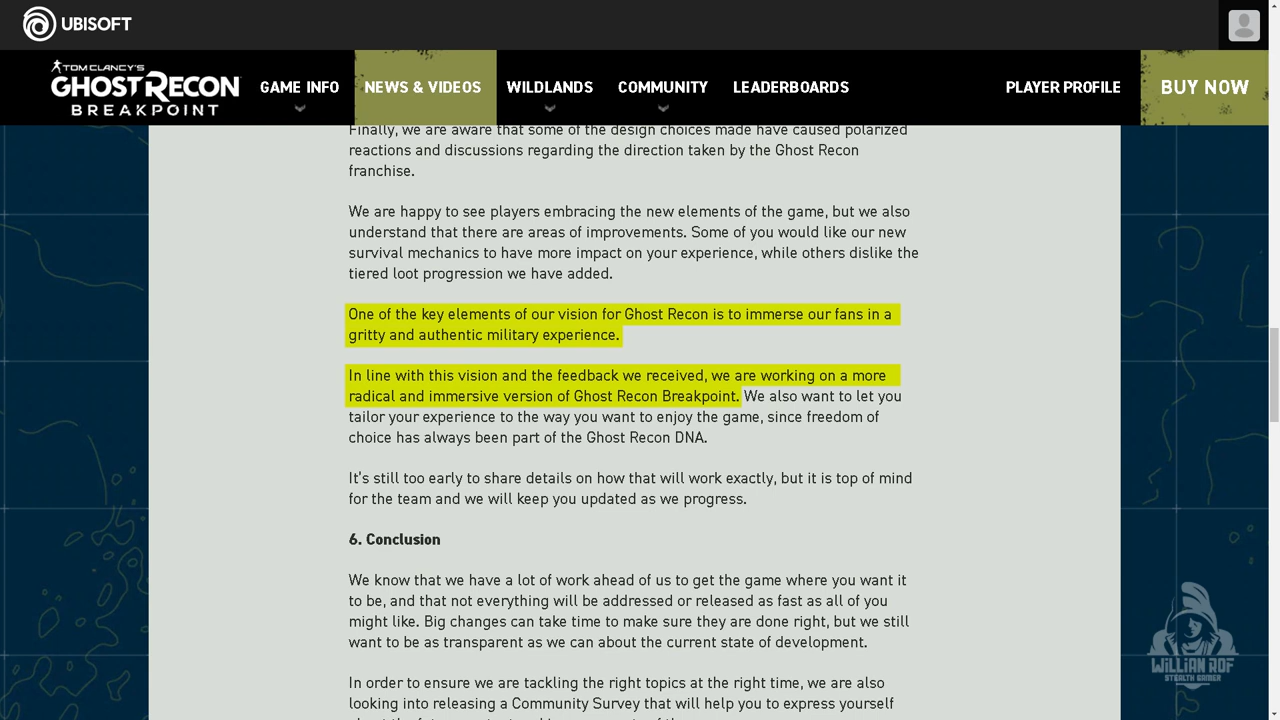 UBISOFT
TOM CLANCY'S
GHOST RECON
BREAKPOINT
GAME INFO
NEWS & VIDEOS
WILDLANDS
COMMUNITY
LEADERBOARDS
PLAYER PROFILE
BUY NOW
Finally, we are aware that some of the design choices made have caused polarized
reactions and discussions regarding the direction taken by the Ghost Recon
franchise.
We are happy to see players embracing the new elements of the game, but we also
understand that there are areas of improvements. Some of you would like our new
survival mechanics to have more impact on your experience, while others dislike the
tiered loot progression we have added.
One of the key elements of our vision for Ghost Recon is to immerse our fans in a
gritty and authentic military experience.
In line with this vision and the feedback we received, we are working on a more
radical and immersive version of Ghost Recon Breakpoint. We also want to let you
tailor your experience to the way you want to enjoy the game, since freedom of
choice has always been part of the Ghost Recon DNA.
It's still too early to share details on how that will work exactly, but it is top of mind
for the team and we will keep you updated as we progress.
6. Conclusion
We know that we have a lot of work ahead of us to get the game where you want it
to be, and that not everything will be addressed or released as fast as all of you
might like. Big changes can take time to make sure they are done right, but we still
want to be as transparent as we can about the current state of development.
In order to ensure we are tackling the right topics at the right time, we are also
looking into releasing a Community Survey that will help you to express yourself
WiLLiAN ROF
STEALTH GAMER